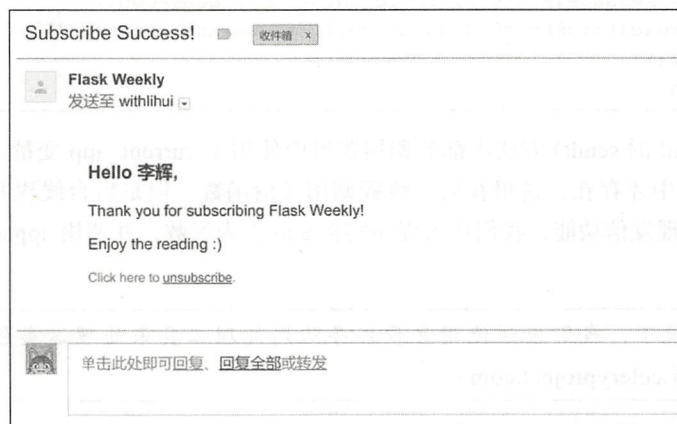 Subscribe Success!
收件箱 x
Flask Weekly
发送至 withlihui
Hello 李辉,
Thank you for subscribing Flask Weekly!
Enjoy the reading :)
Click here to unsubscribe.
单击此处即可回复、回复全部或转发